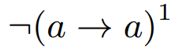 ¬(a → a)¹